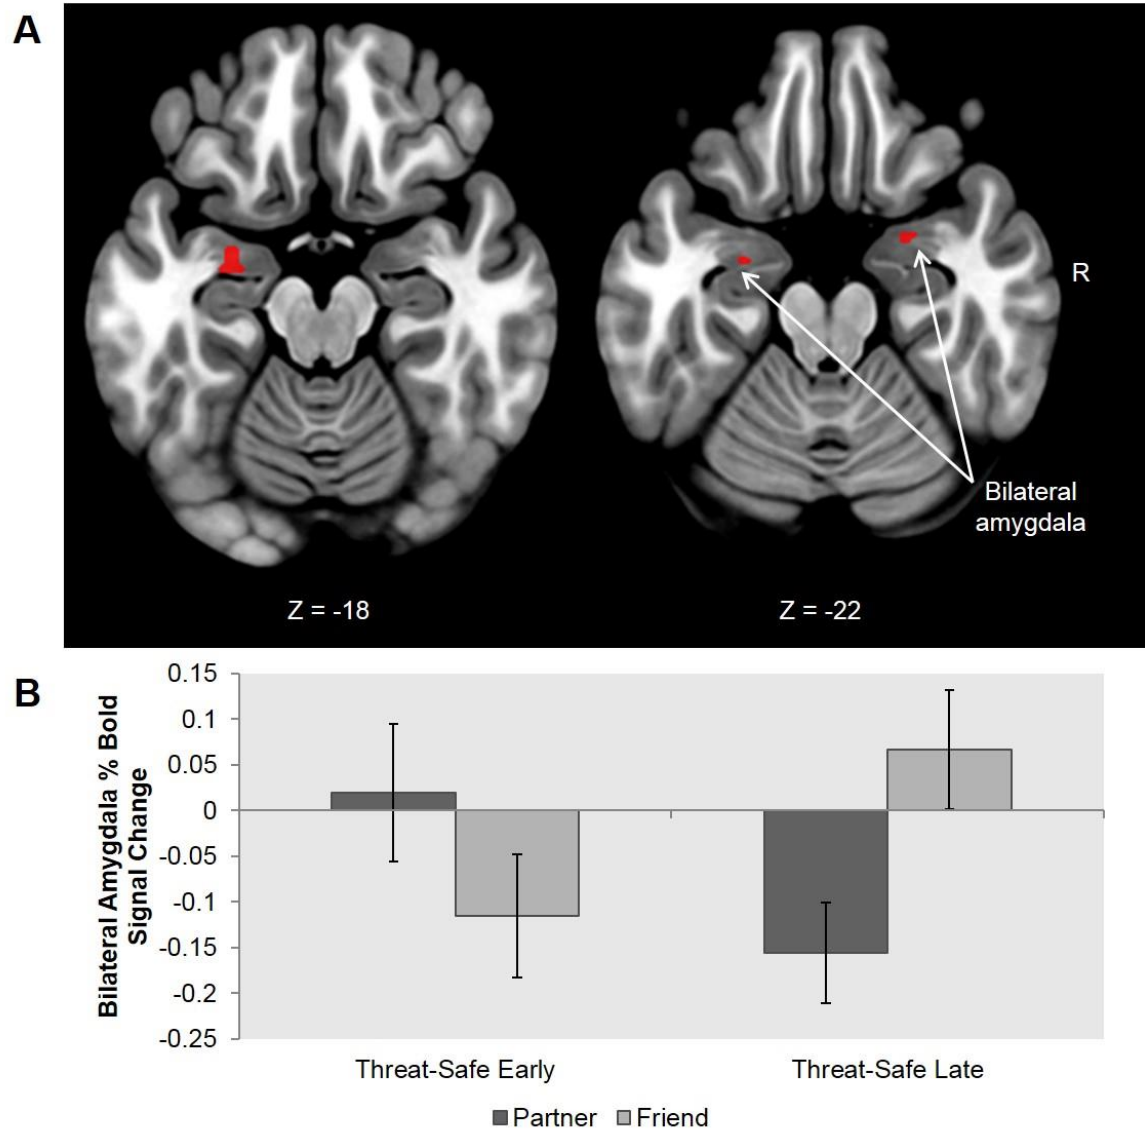 A
R
Bilateral
amygdala
Z = -18
Z = -22
B
Bilateral Amygdala % Bold
Signal Change
0.15
0.1
0.05
0
-0.05
-0.1
-0.15
-0.2
-0.25
Threat-Safe Early
Threat-Safe Late
Partner
Friend